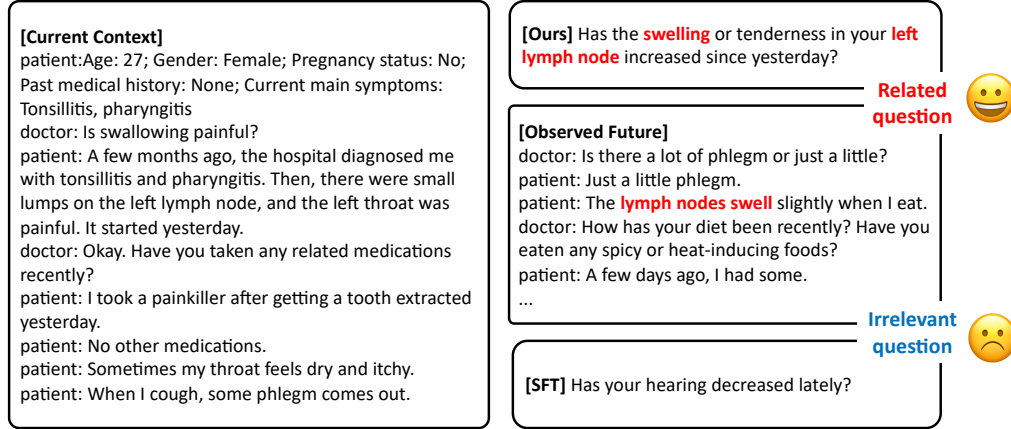 [Current Context]
patient:Age: 27; Gender: Female; Pregnancy status: No;
Past medical history: None; Current main symptoms:
Tonsillitis, pharyngitis
doctor: Is swallowing painful?
patient: A few months ago, the hospital diagnosed me
with tonsillitis and pharyngitis. Then, there were small
lumps on the left lymph node, and the left throat was
painful. It started yesterday.
doctor: Okay. Have you taken any related medications
recently?
patient: I took a painkiller after getting a tooth extracted
yesterday.
patient: No other medications.
patient: Sometimes my throat feels dry and itchy.
patient: When I cough, some phlegm comes out.
[Ours] Has the swelling or tenderness in your left
lymph node increased since yesterday?
Related
question
[Observed Future]
doctor: Is there a lot of phlegm or just a little?
patient: Just a little phlegm.
patient: The lymph nodes swell slightly when I eat.
doctor: How has your diet been recently? Have you
eaten any spicy or heat-inducing foods?
patient: A few days ago, I had some.
...
Irrelevant
question
[SFT] Has your hearing decreased lately?